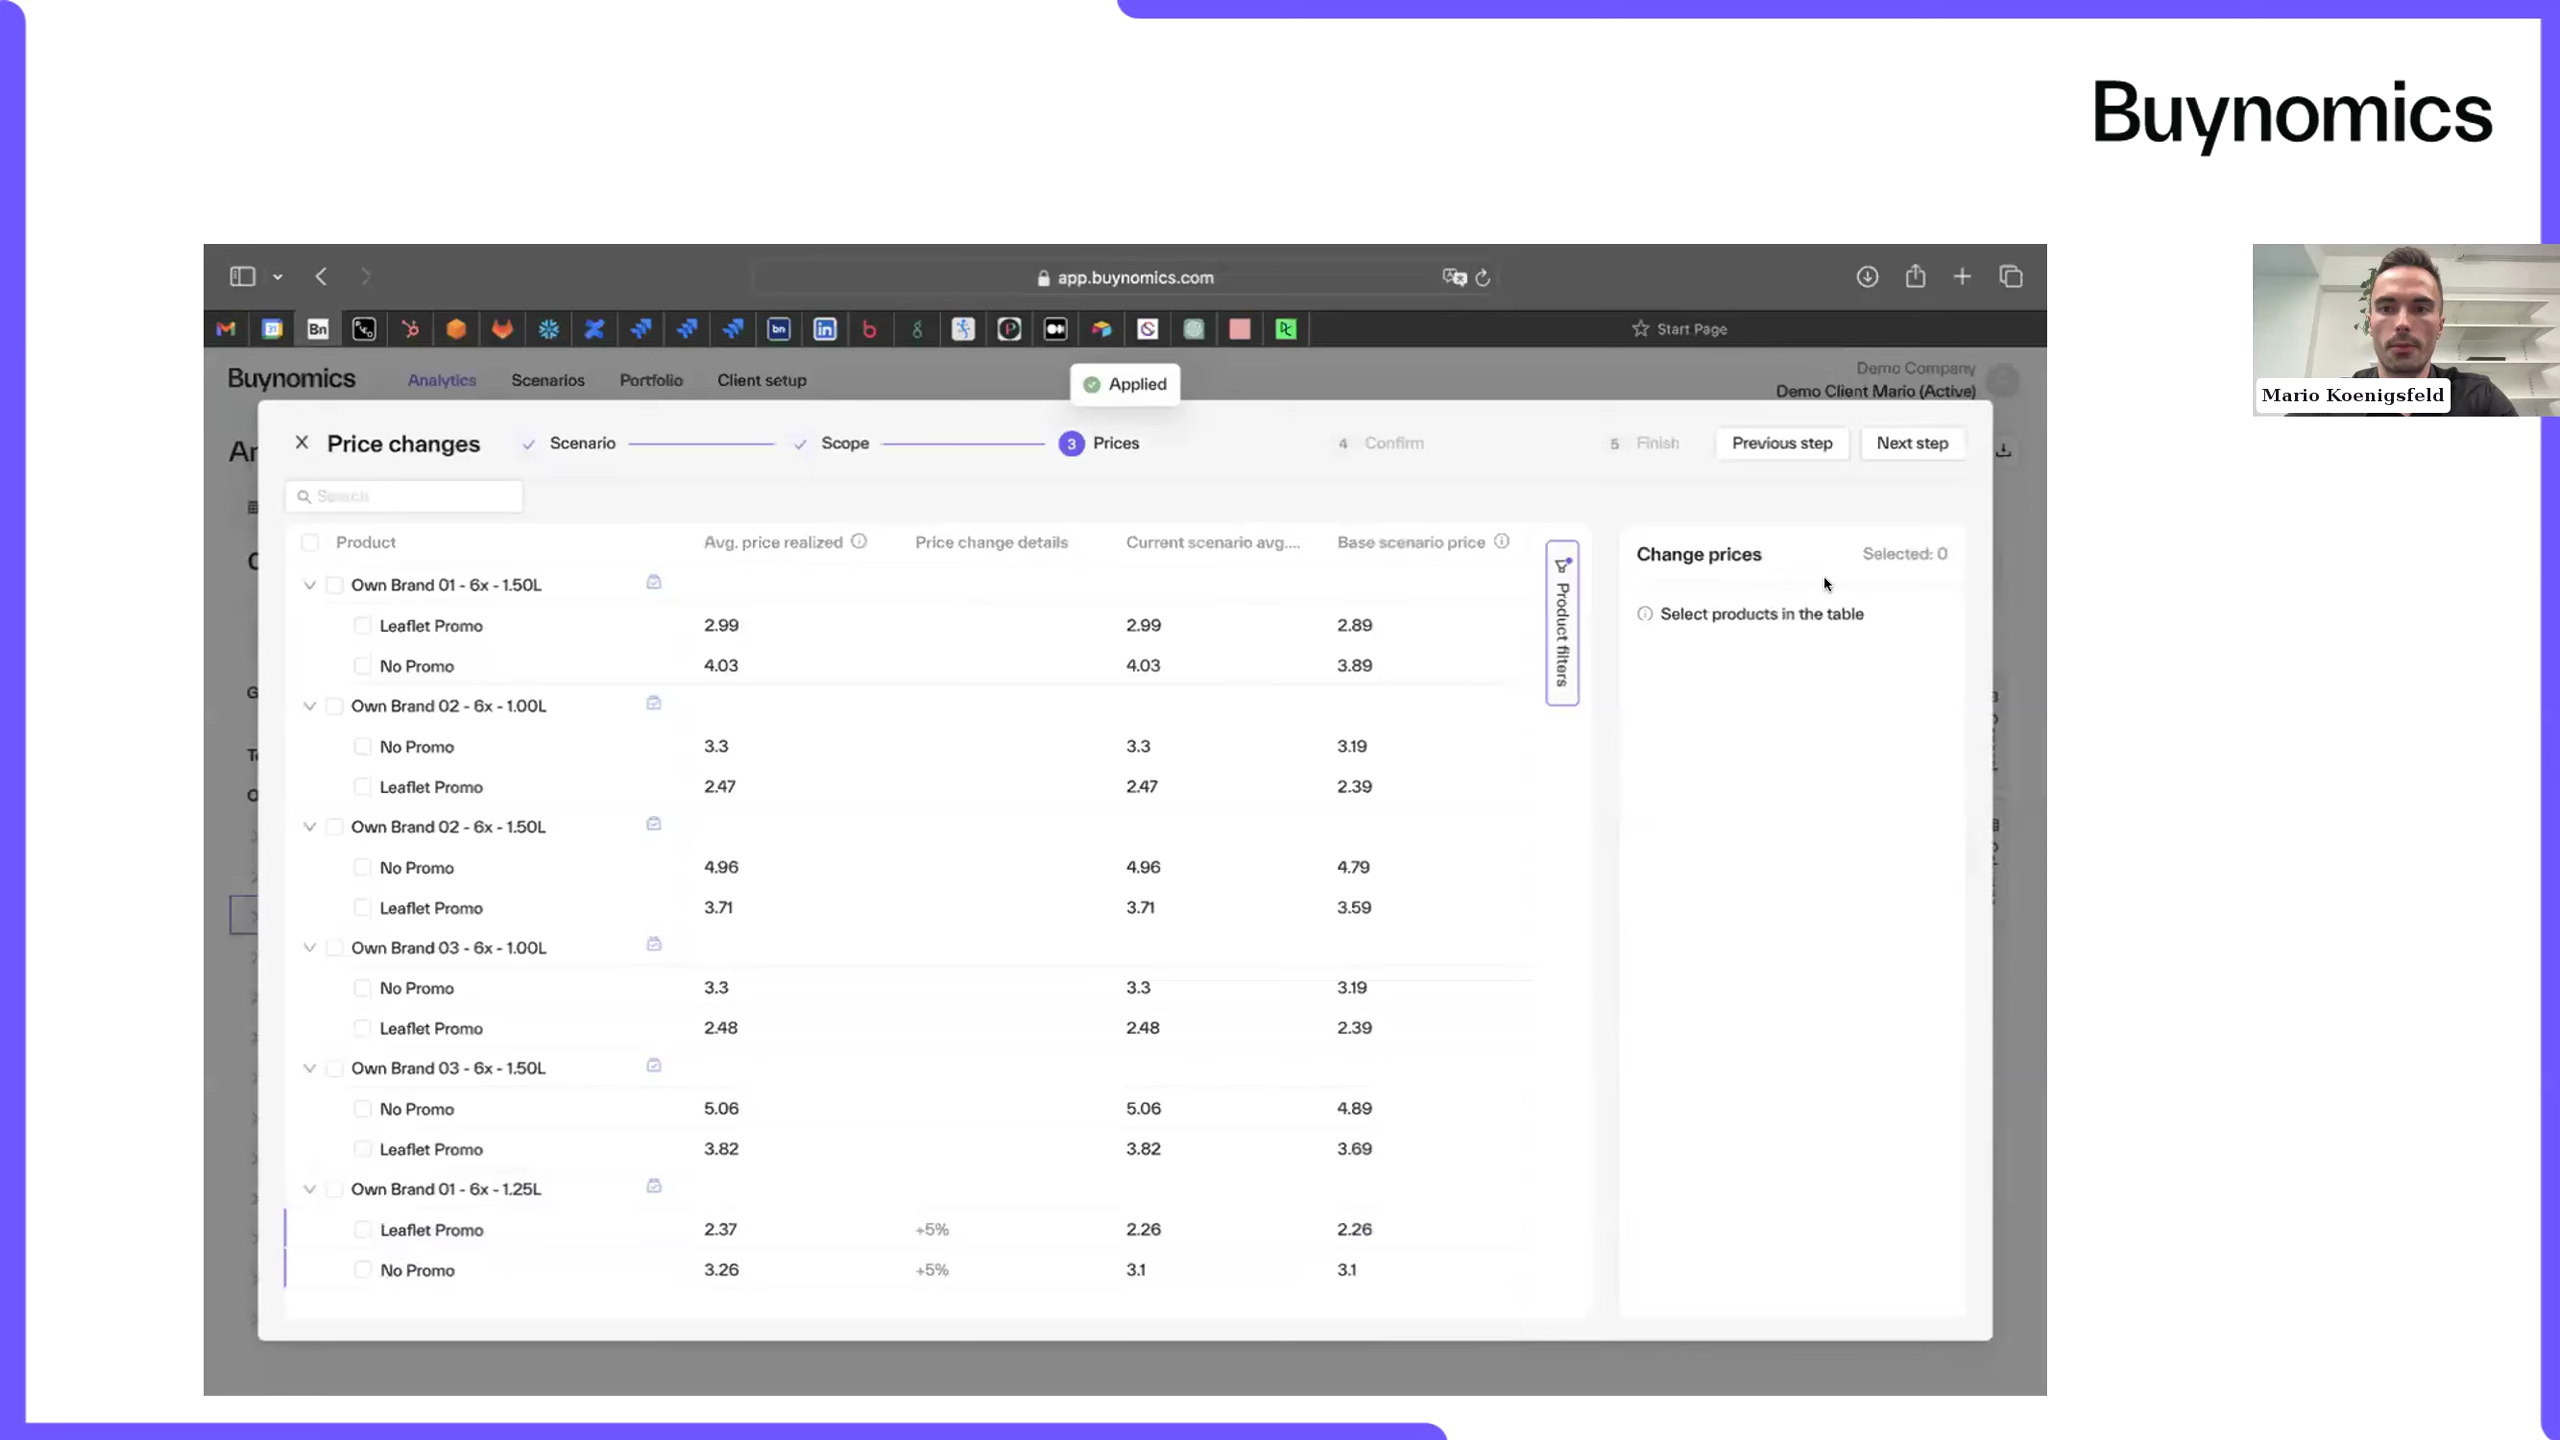 Buynomics
app.buynomics.com
Bn
bn
in
Start Page
Buynomics Analytics Scenarios Portfolio Client setup
Applied
Demo Company
Demo Client Mario (Active)
Mario Koenigsfeld
Ar
Price changes Scenario Scope 3 Prices 4 Confirm 5 Finish Previous step Next step
Search
Product Avg. price realized Price change details Current scenario avg.... Base scenario price
Change prices Selected: 0
Select products in the table
Product filters
Own Brand 01 - 6x - 1.50L
Leaflet Promo 2.99 2.99 2.89
No Promo 4.03 4.03 3.89
Own Brand 02 - 6x - 1.00L
No Promo 3.3 3.3 3.19
Leaflet Promo 2.47 2.47 2.39
Own Brand 02 - 6x - 1.50L
No Promo 4.96 4.96 4.79
Leaflet Promo 3.71 3.71 3.59
Own Brand 03 - 6x - 1.00L
No Promo 3.3 3.3 3.19
Leaflet Promo 2.48 2.48 2.39
Own Brand 03 - 6x - 1.50L
No Promo 5.06 5.06 4.89
Leaflet Promo 3.82 3.82 3.69
Own Brand 01 - 6x - 1.25L
Leaflet Promo 2.37 +5% 2.26 2.26
No Promo 3.26 +5% 3.1 3.1